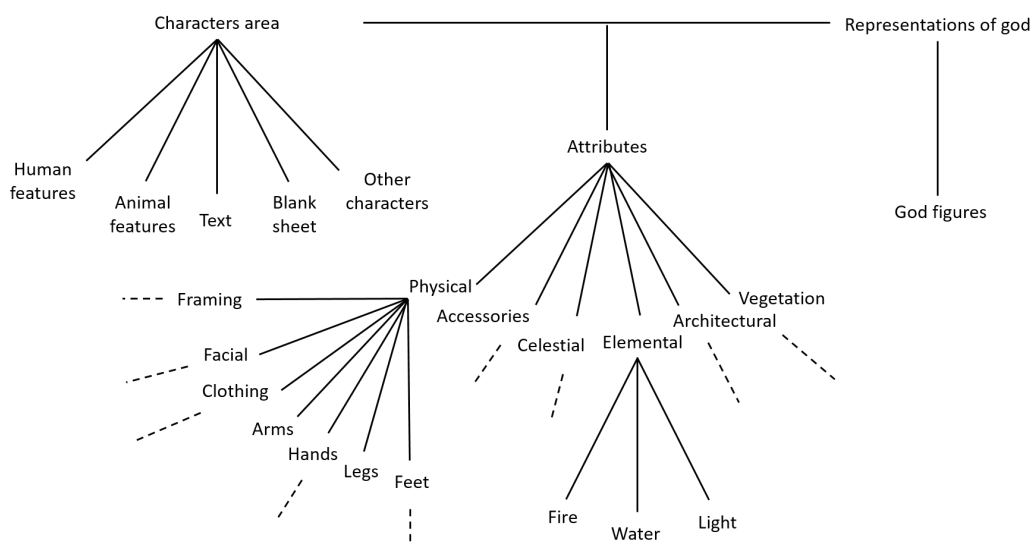 Characters area
Representations of god
Attributes
Human
features
Animal
features
Text
Blank
sheet
Other
characters
God figures
Physical
Accessories
Celestial
Elemental
Architectural
Vegetation
Framing
Facial
Clothing
Arms
Hands
Legs
Feet
Fire
Water
Light